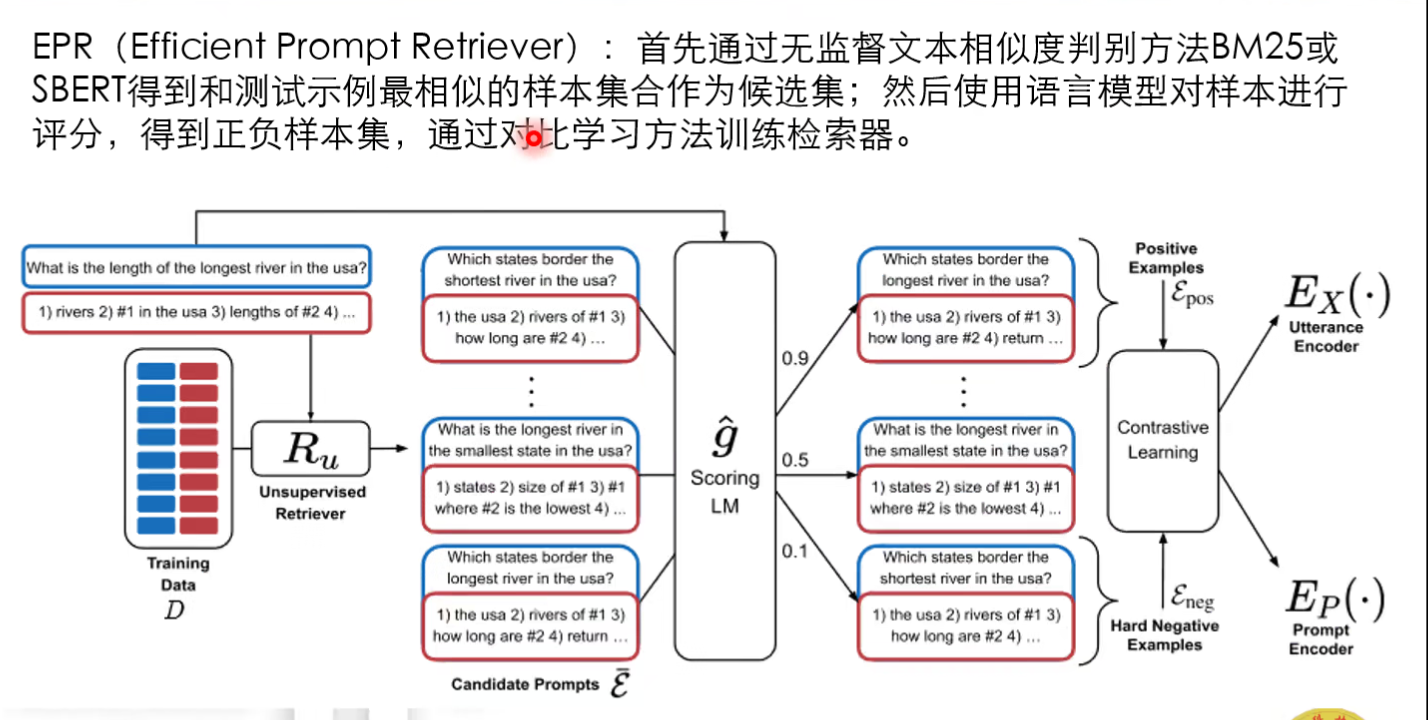 EPR（Efficient Prompt Retriever）：首先通过无监督文本相似度判别方法BM25或
SBERT得到和测试示例最相似的样本集合作为候选集；然后使用语言模型对样本进行
评分，得到正负样本集，通过对比学习方法训练检索器。
What is the length of the longest river in the usa?
1) rivers 2) #1 in the usa 3) lengths of #2 4) ...
Training
Data
D
Ru
Unsupervised
Retriever
Which states border the
shortest river in the usa?
1) the usa 2) rivers of #1 3)
how long are #2 4) ...
What is the longest river in
the smallest state in the usa?
1) states 2) size of #1 3) #1
where #2 is the lowest 4) ...
Which states border the
longest river in the usa?
1) the usa 2) rivers of #1 3)
how long are #2 4) return ...
Candidate Prompts Ɛ̄
ĝ
Scoring
LM
0.9
0.5
0.1
Which states border the
longest river in the usa?
1) the usa 2) rivers of #1 3)
how long are #2 4) return ...
What is the longest river in
the smallest state in the usa?
1) states 2) size of #1 3) #1
where #2 is the lowest 4) ...
Which states border the
shortest river in the usa?
1) the usa 2) rivers of #1 3)
how long are #2 4) ...
Positive
Examples
Ɛpos
Contrastive
Learning
Ɛneg
Hard Negative
Examples
EX(·)
Utterance
Encoder
EP(·)
Prompt
Encoder